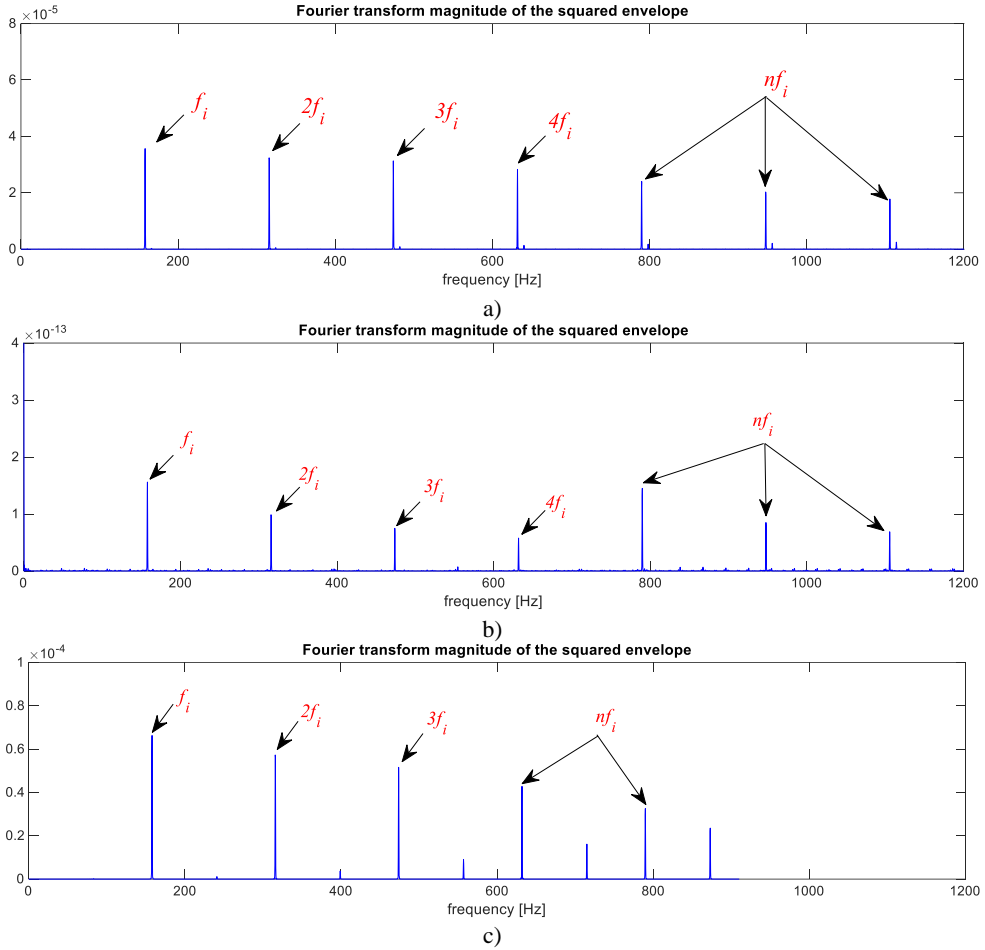 Fourier transform magnitude of the squared envelope
×10⁻⁵
8
6
4
2
0
f_i
2f_i
3f_i
4f_i
nf_i
0 200 400 600 800 1000 1200
frequency [Hz]
a)
Fourier transform magnitude of the squared envelope
×10⁻¹³
4
3
2
1
0
f_i
2f_i
3f_i
4f_i
nf_i
0 200 400 600 800 1000 1200
frequency [Hz]
b)
Fourier transform magnitude of the squared envelope
×10⁻⁴
1
0.8
0.6
0.4
0.2
0
f_i
2f_i
3f_i
nf_i
0 200 400 600 800 1000 1200
frequency [Hz]
c)